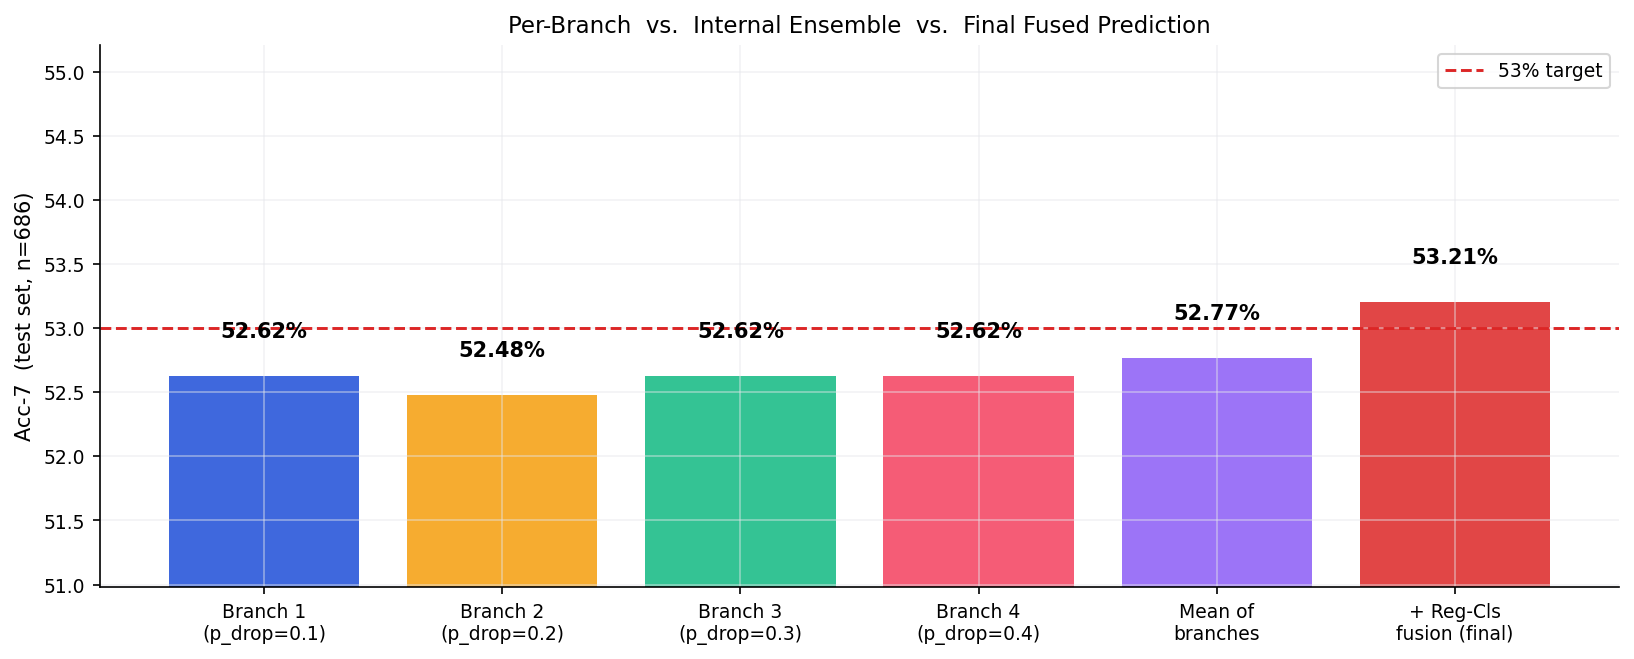 Per-Branch vs. Internal Ensemble vs. Final Fused Prediction
53% target
Acc-7 (test set, n=686)
55.0
54.5
54.0
53.5
53.0
52.5
52.0
51.5
51.0
52.62%
52.48%
52.62%
52.62%
52.77%
53.21%
Branch 1
(p_drop=0.1)
Branch 2
(p_drop=0.2)
Branch 3
(p_drop=0.3)
Branch 4
(p_drop=0.4)
Mean of
branches
+ Reg-Cls
fusion (final)